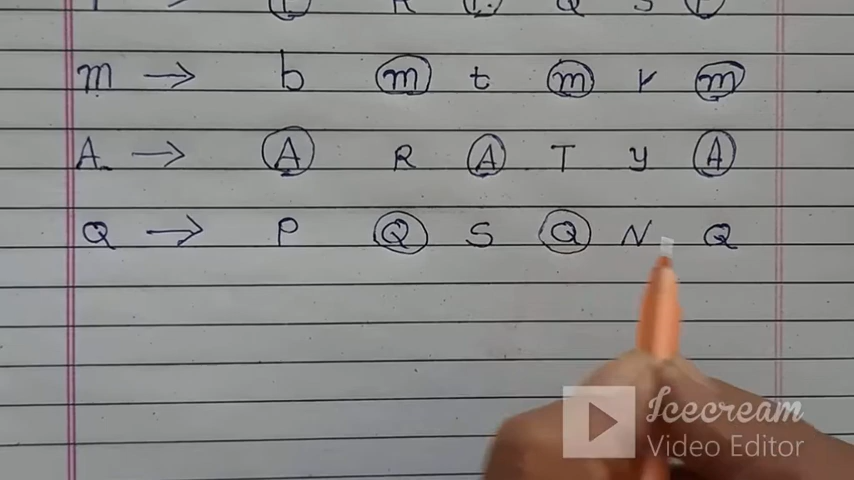 m → b m t m r m
A → A R A T y A
Q → P Q S Q N Q
Icecream
Video Editor